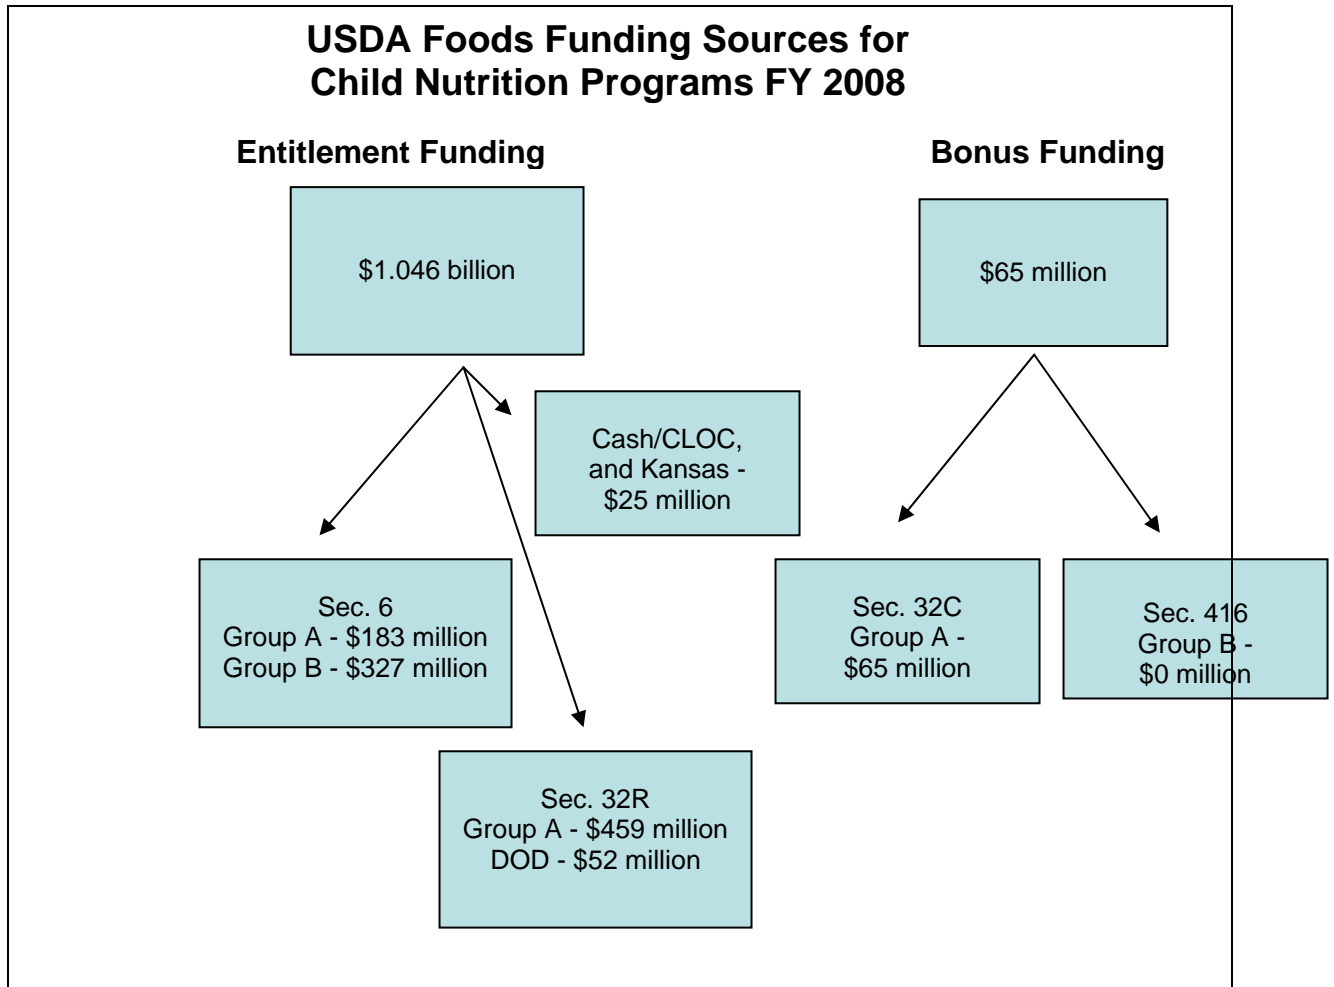 USDA Foods Funding Sources for
Child Nutrition Programs FY 2008
Entitlement Funding
Bonus Funding
$1.046 billion
$65 million
Cash/CLOC,
and Kansas -
$25 million
Sec. 6
Group A - $183 million
Group B - $327 million
Sec. 32C
Group A -
$65 million
Sec. 416
Group B -
$0 million
Sec. 32R
Group A - $459 million
DOD - $52 million